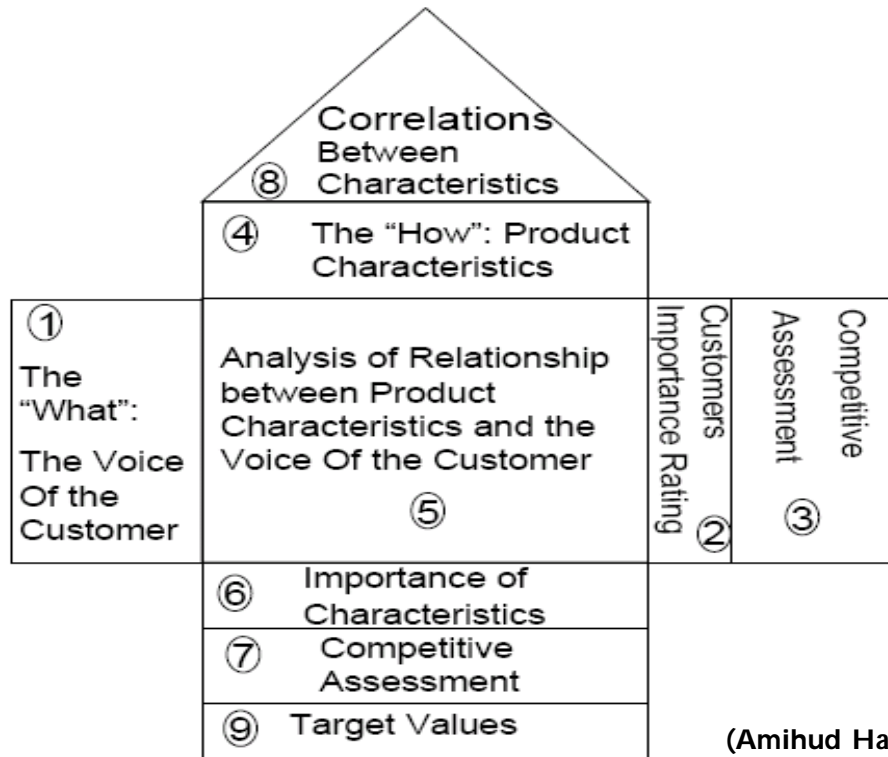 Correlations
Between
⑧ Characteristics
④ The “How”: Product
Characteristics
①
The
“What”:
The Voice
Of the
Customer
Analysis of Relationship
between Product
Characteristics and the
Voice Of the Customer
⑤
Customers
Importance Rating
②
Competitive
Assessment
③
⑥ Importance of
Characteristics
⑦ Competitive
Assessment
⑨ Target Values
(Amihud Ha